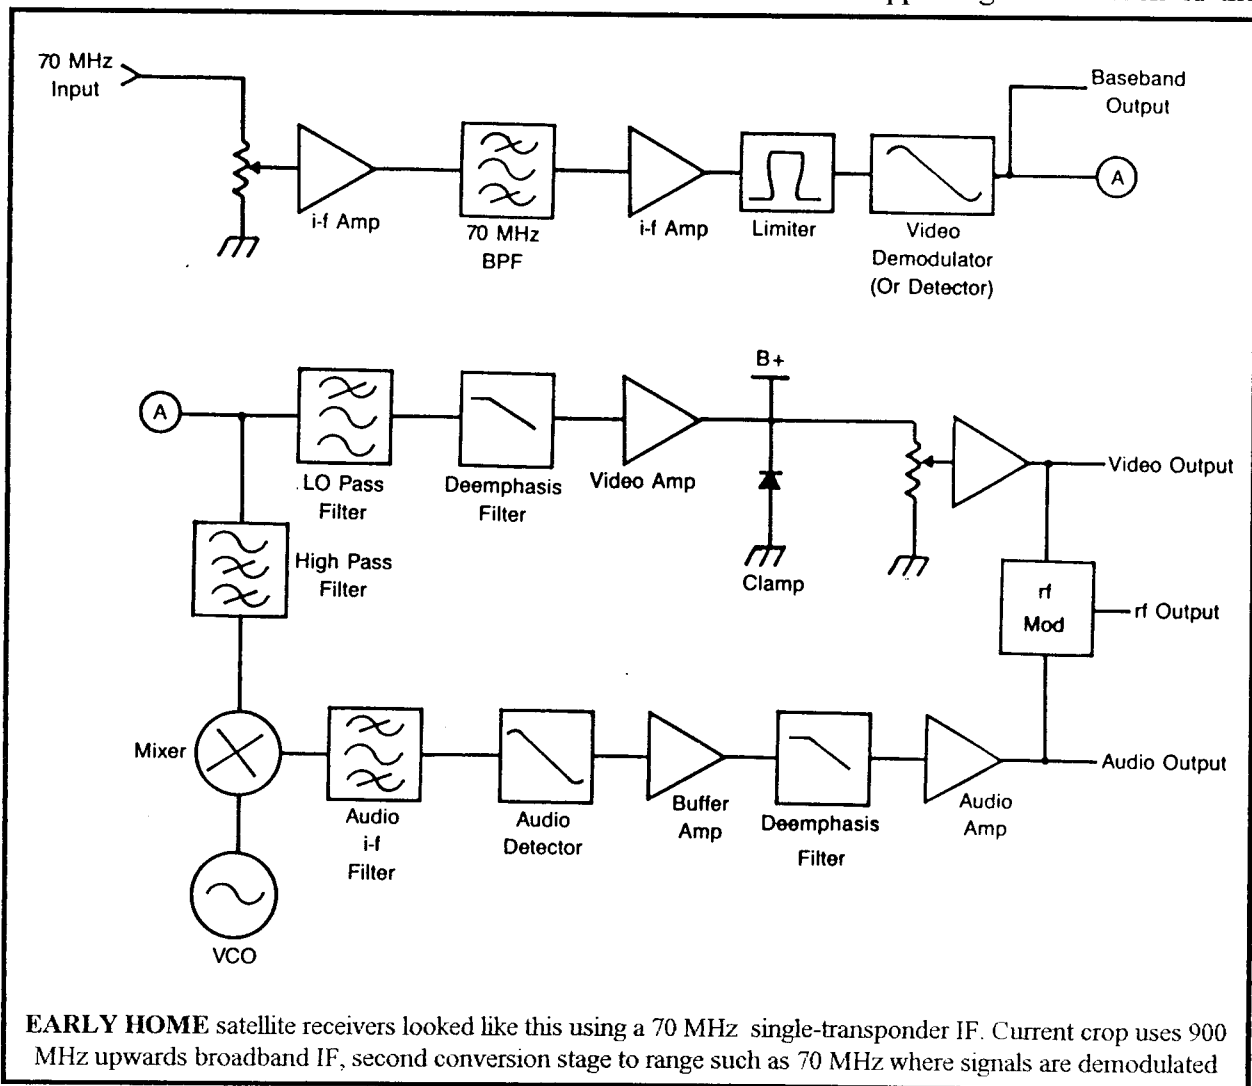 70 MHz
Input
i-f Amp
70 MHz
BPF
i-f Amp
Limiter
Video
Demodulator
(Or Detector)
Baseband
Output
A
A
LO Pass
Filter
Deemphasis
Filter
Video Amp
B+
Clamp
Video Output
High Pass
Filter
rf
Mod
rf Output
Mixer
Audio
i-f
Filter
Audio
Detector
Buffer
Amp
Deemphasis
Filter
Audio
Amp
Audio Output
VCO
EARLY HOME satellite receivers looked like this using a 70 MHz single-transponder IF. Current crop uses 900
MHz upwards broadband IF, second conversion stage to range such as 70 MHz where signals are demodulated